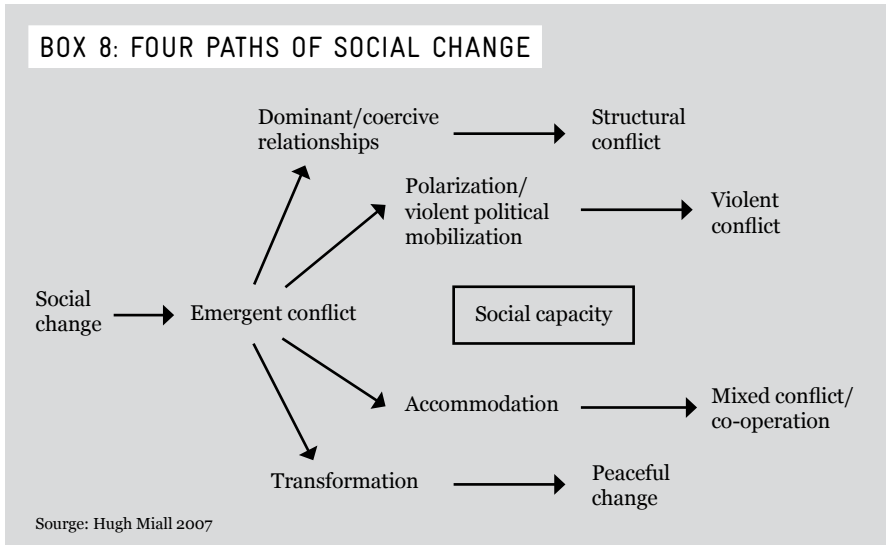 BOX 8: FOUR PATHS OF SOCIAL CHANGE
Dominant/coercive
relationships
Structural
conflict
Polarization/
violent political
mobilization
Violent
conflict
Social
change
Emergent conflict
Social capacity
Accommodation
Mixed conflict/
co-operation
Transformation
Peaceful
change
Sourge: Hugh Miall 2007